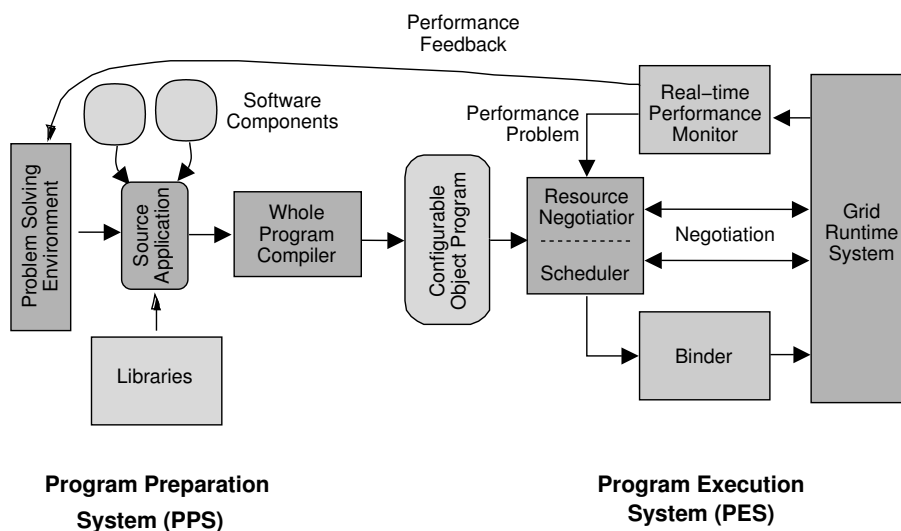 Performance
Feedback
Software
Components
Performance
Problem
Real-time
Performance
Monitor
Problem Solving
Environment
Source
Application
Whole
Program
Compiler
Configurable
Object Program
Resource
Negotiatior
Scheduler
Negotiation
Grid
Runtime
System
Libraries
Binder
Program Preparation
System (PPS)
Program Execution
System (PES)